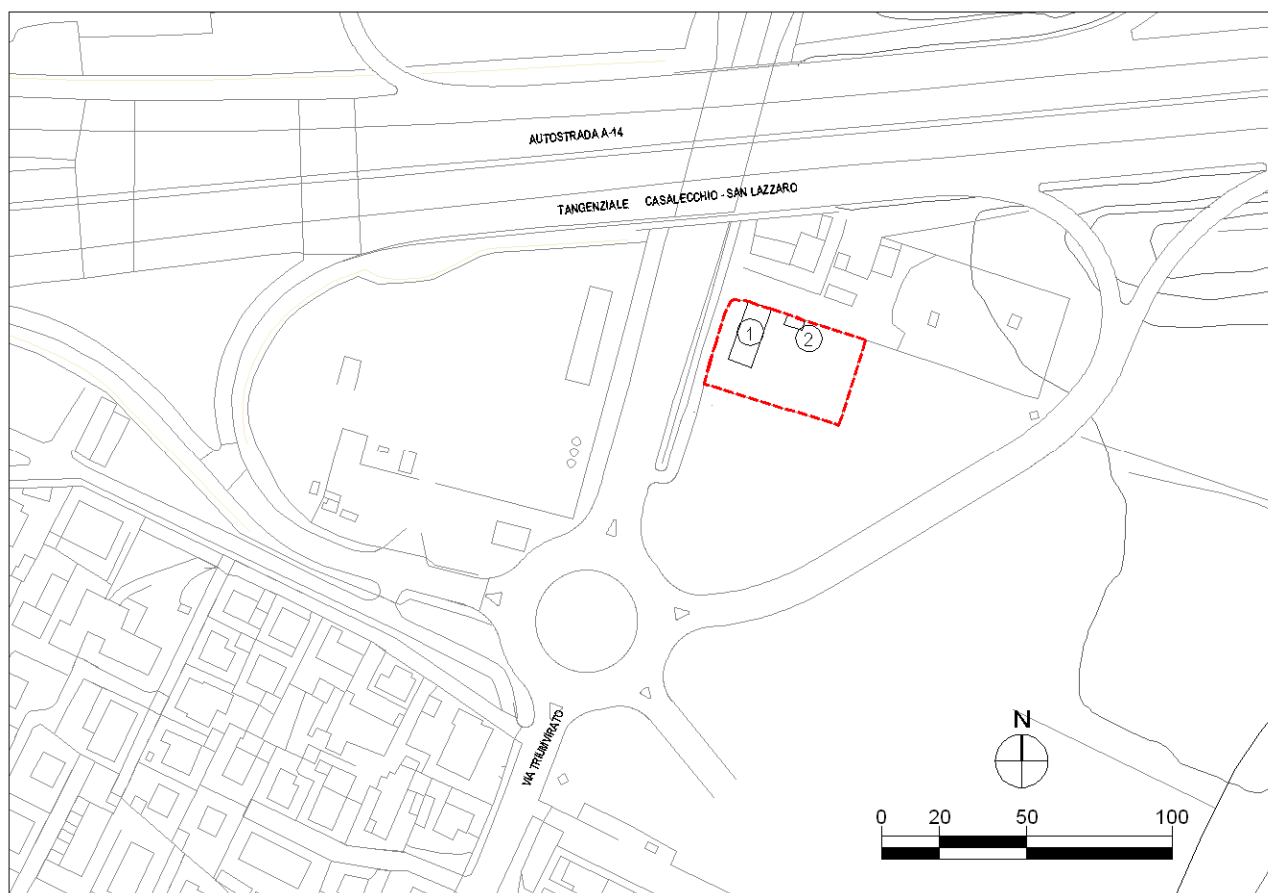 AUTOSTRADA A-14
TANGENZIALE CASALECCHIO - SAN LAZZARO
1
2
VIA TRIUMVIRATO
N
0 20 50 100